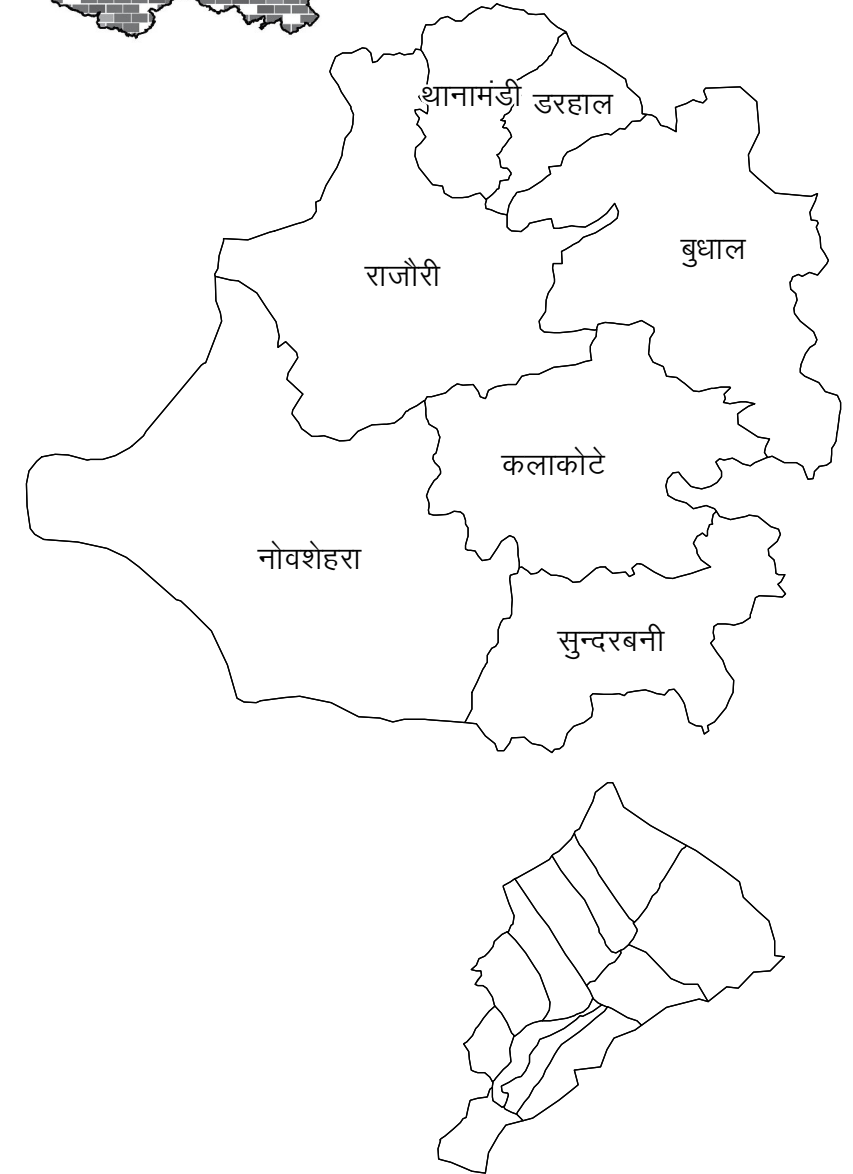 थानामंडी
डरहाल
बुधाल
राजौरी
कलाकोटे
नोवशेहरा
सुन्दरबनी